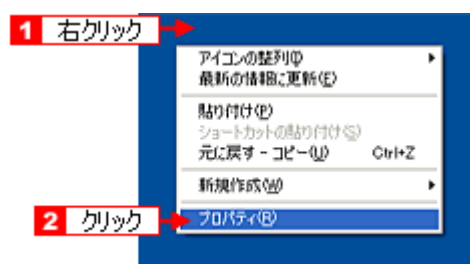 1 右クリック
アイコンの整列(I)
最新の情報に更新(E)
貼り付け(P)
ショートカットの貼り付け(S)
元に戻す - コピー(U) Ctrl+Z
新規作成(W)
2 クリック
プロパティ(R)